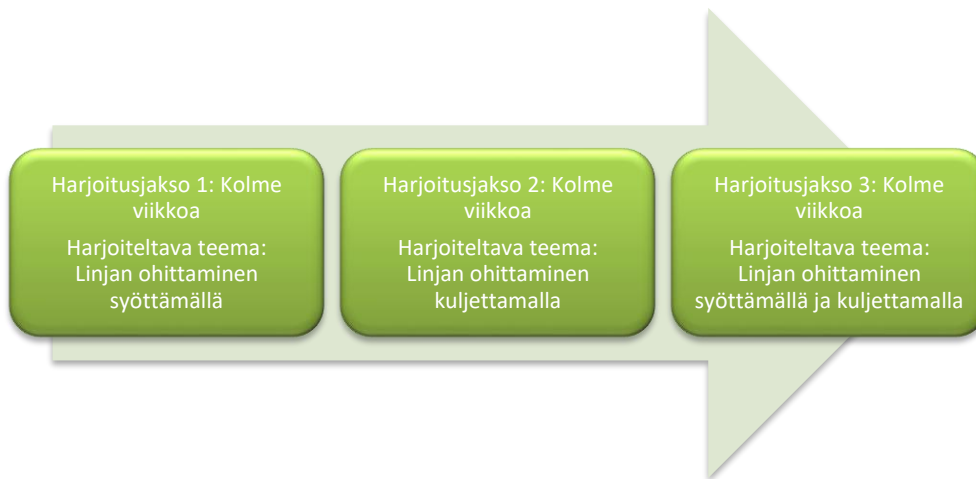 Harjoitusjakso 1: Kolme
viikkoa
Harjoiteltava teema:
Linjan ohittaminen
syöttämällä
Harjoitusjakso 2: Kolme
viikkoa
Harjoiteltava teema:
Linjan ohittaminen
kuljettamalla
Harjoitusjakso 3: Kolme
viikkoa
Harjoiteltava teema:
Linjan ohittaminen
syöttämällä ja kuljettamalla